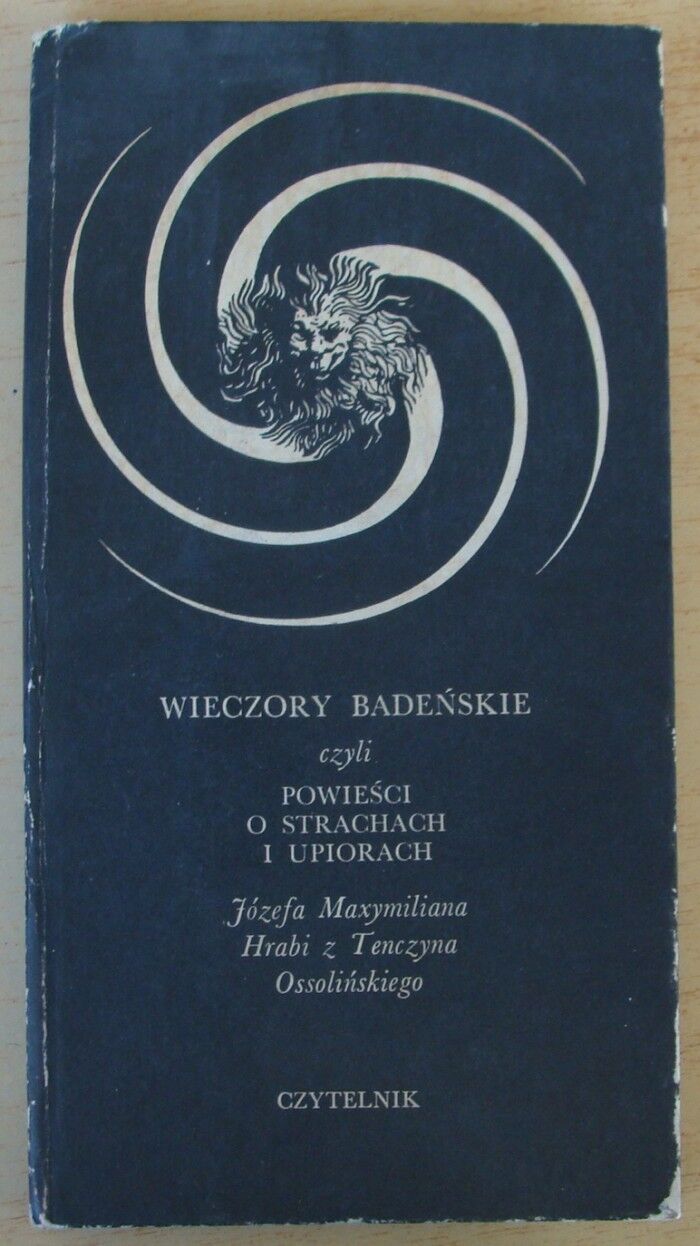 WIECZORY BADEŃSKIE
czyli
POWIEŚCI
O STRACHACH
I UPIORACH
Józefa Maxymiliana
Hrabi z Tenczyna
Ossolińskiego
CZYTELNIK